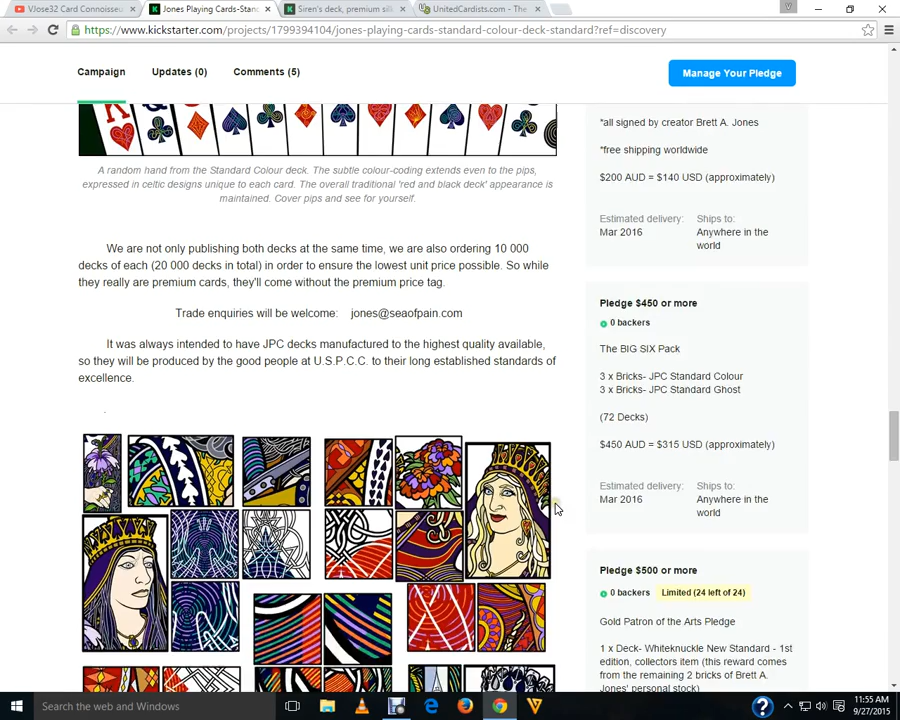 VJose32 Card Connoisseu
Jones Playing Cards-Stan
Siren's deck, premium silk
UnitedCardists.com - The
https://www.kickstarter.com/projects/1799394104/jones-playing-cards-standard-colour-deck-standard?ref=discovery
Campaign
Updates (0)
Comments (5)
Manage Your Pledge
A random hand from the Standard Colour deck. The subtle colour-coding extends even to the pips,
expressed in celtic designs unique to each card. The overall traditional 'red and black deck' appearance is
maintained. Cover pips and see for yourself.
We are not only publishing both decks at the same time, we are also ordering 10 000
decks of each (20 000 decks in total) in order to ensure the lowest unit price possible. So while
they really are premium cards, they'll come without the premium price tag.
Trade enquiries will be welcome: jones@seaofpain.com
It was always intended to have JPC decks manufactured to the highest quality available,
so they will be produced by the good people at U.S.P.C.C. to their long established standards of
excellence.
.
*all signed by creator Brett A. Jones
*free shipping worldwide
$200 AUD = $140 USD (approximately)
Estimated delivery:
Mar 2016
Ships to:
Anywhere in the
world
Pledge $450 or more
0 backers
The BIG SIX Pack
3 x Bricks- JPC Standard Colour
3 x Bricks- JPC Standard Ghost
(72 Decks)
$450 AUD = $315 USD (approximately)
Estimated delivery:
Mar 2016
Ships to:
Anywhere in the
world
Pledge $500 or more
0 backers
Limited (24 left of 24)
Gold Patron of the Arts Pledge
1 x Deck- Whiteknuckle New Standard - 1st
edition, collectors item (this reward comes
from the remaining 2 bricks of Brett A.
Jones' personal stock)
Search the web and Windows
11:55 AM
9/27/2015